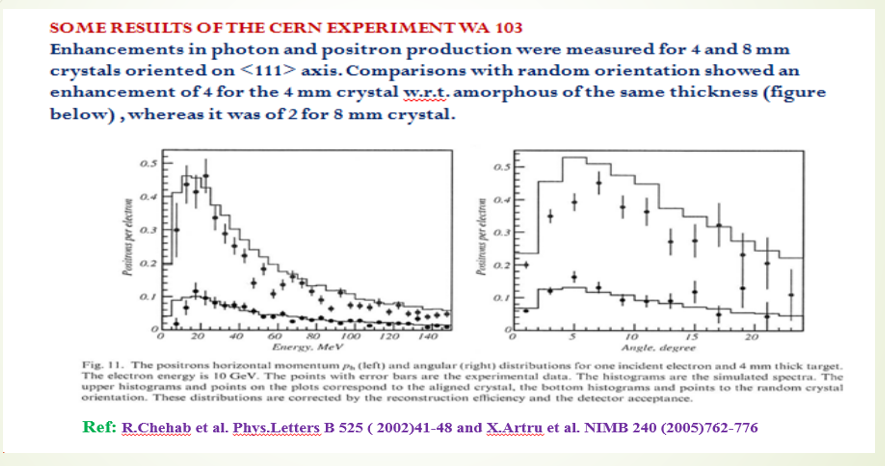 SOME RESULTS OF THE CERN EXPERIMENT WA 103
Enhancements in photon and positron production were measured for 4 and 8 mm
crystals oriented on <111> axis. Comparisons with random orientation showed an
enhancement of 4 for the 4 mm crystal w.r.t. amorphous of the same thickness (figure
below) , whereas it was of 2 for 8 mm crystal.
Positrons per electron
0.5
0.4
0.3
0.2
0.1
0
0 20 40 60 80 100 120 140
Energy, MeV
Positrons per electron
0.5
0.4
0.3
0.2
0.1
0
0 5 10 15 20
Angle, degree
Fig. 11. The positrons horizontal momentum pₕ (left) and angular (right) distributions for one incident electron and 4 mm thick target.
The electron energy is 10 GeV. The points with error bars are the experimental data. The histograms are the simulated spectra. The
upper histograms and points on the plots correspond to the aligned crystal, the bottom histograms and points to the random crystal
orientation. These distributions are corrected by the reconstruction efficiency and the detector acceptance.
Ref: R.Chehab et al. Phys.Letters B 525 ( 2002)41-48 and X.Artru et al. NIMB 240 (2005)762-776